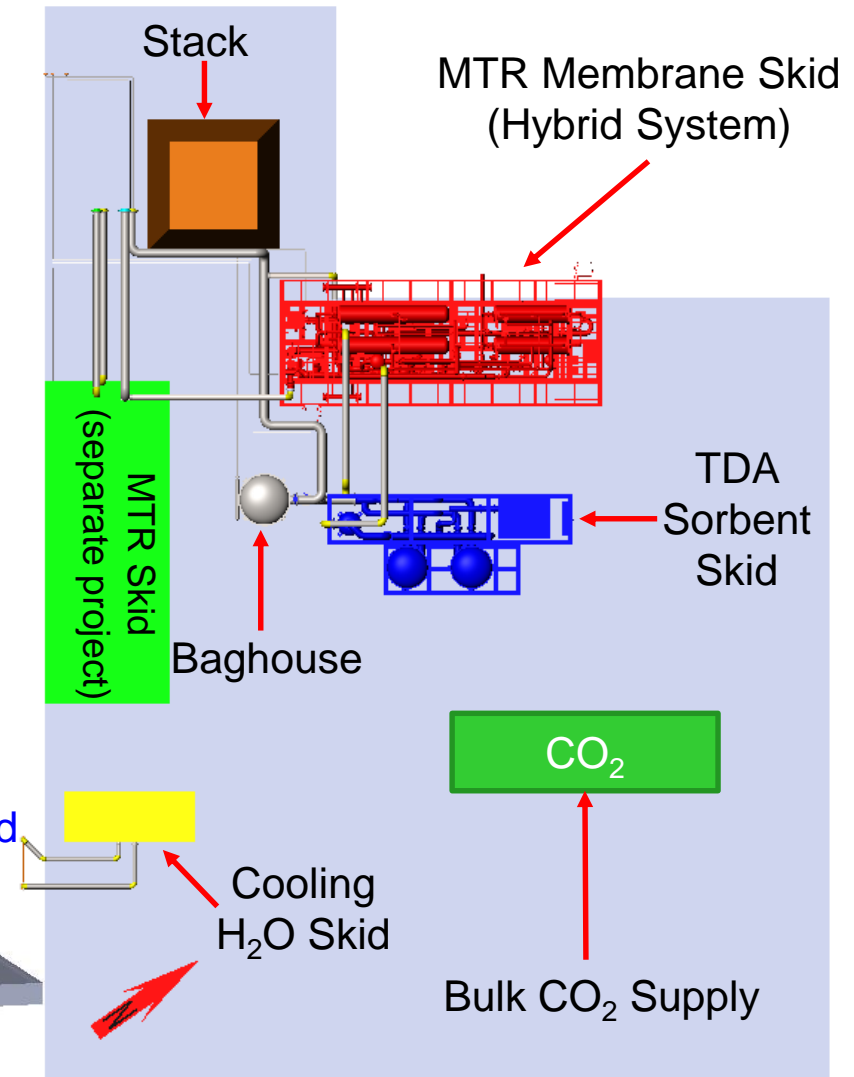 Stack
MTR Membrane Skid
(Hybrid System)
TDA
Sorbent
Skid
MTR Skid
(separate project)
Baghouse
CO₂
d
Cooling
H₂O Skid
N
Bulk CO₂ Supply